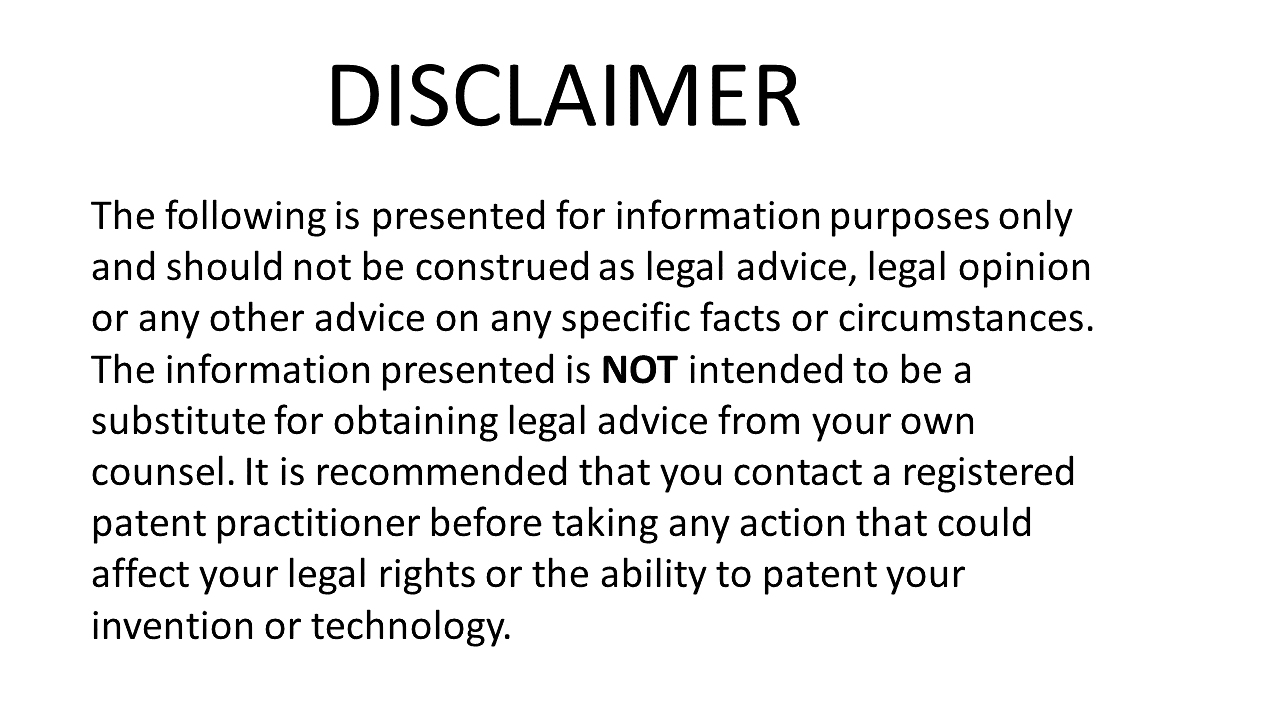 DISCLAIMER
The following is presented for information purposes only
and should not be construed as legal advice, legal opinion
or any other advice on any specific facts or circumstances.
The information presented is NOT intended to be a
substitute for obtaining legal advice from your own
counsel. It is recommended that you contact a registered
patent practitioner before taking any action that could
affect your legal rights or the ability to patent your
invention or technology.